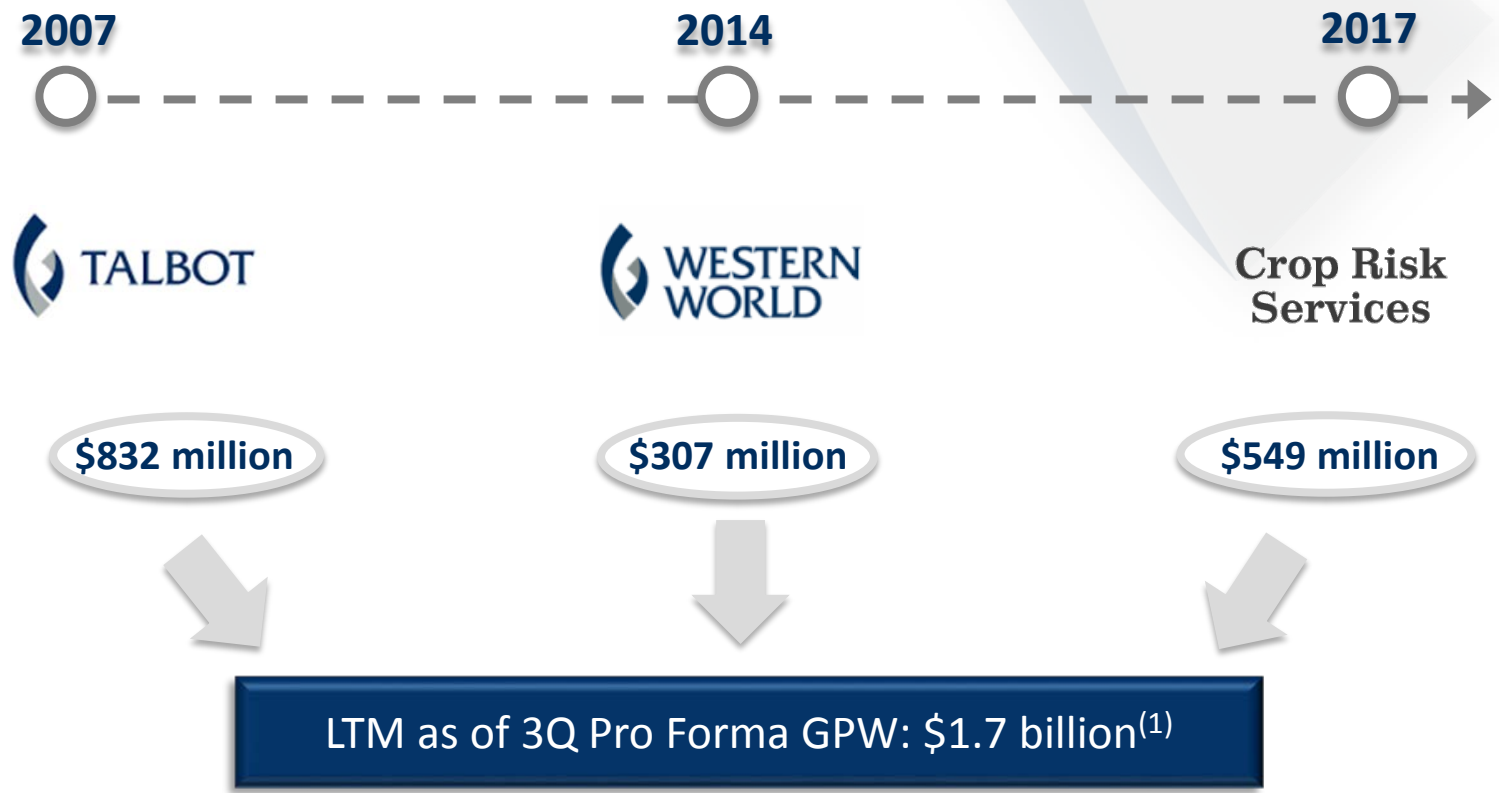 2007
2014
2017
TALBOT
WESTERN
WORLD
Crop Risk
Services
$832 million
$307 million
$549 million
LTM as of 3Q Pro Forma GPW: $1.7 billion(1)